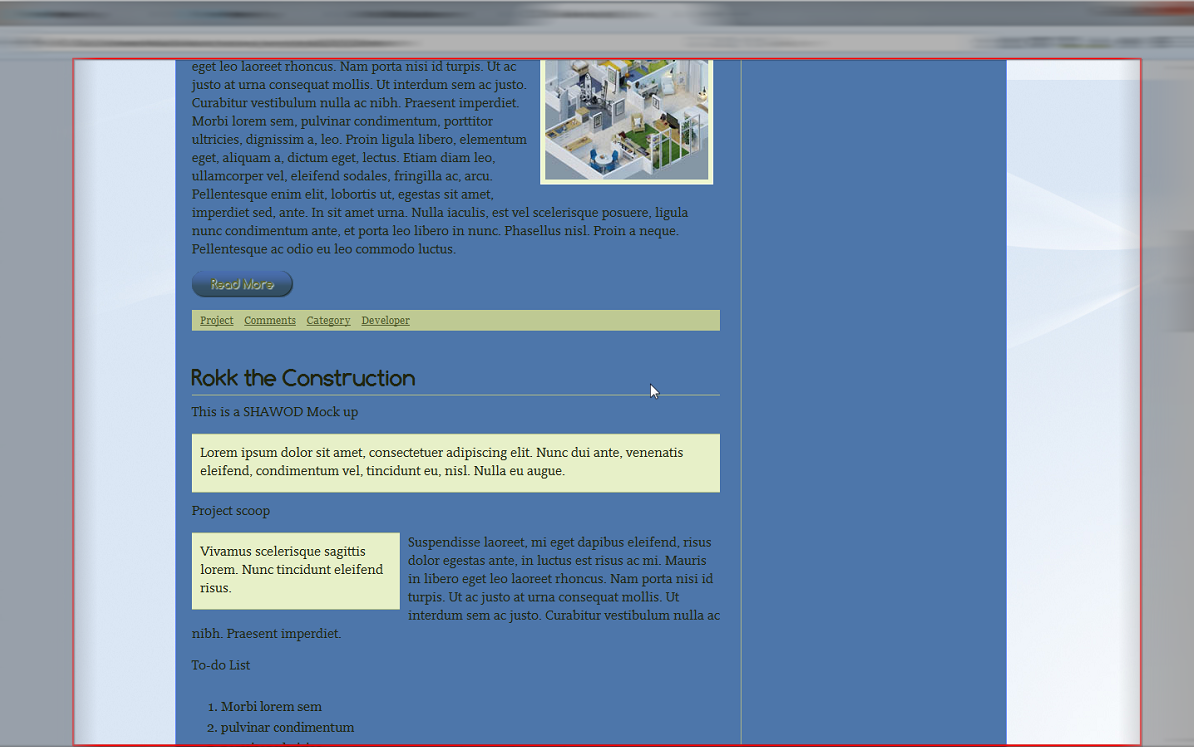 eget leo laoreet rhoncus. Nam porta nisi id turpis. Ut ac
justo at urna consequat mollis. Ut interdum sem ac justo.
Curabitur vestibulum nulla ac nibh. Praesent imperdiet.
Morbi lorem sem, pulvinar condimentum, porttitor
ultricies, dignissim a, leo. Proin ligula libero, elementum
eget, aliquam a, dictum eget, lectus. Etiam diam leo,
ullamcorper vel, eleifend sodales, fringilla ac, arcu.
Pellentesque enim elit, lobortis ut, egestas sit amet,
imperdiet sed, ante. In sit amet urna. Nulla iaculis, est vel scelerisque posuere, ligula
nunc condimentum ante, et porta leo libero in nunc. Phasellus nisl. Proin a neque.
Pellentesque ac odio eu leo commodo luctus.
Read More
Project Comments Category Developer
Rokk the Construction
This is a SHAWOD Mock up
Lorem ipsum dolor sit amet, consectetuer adipiscing elit. Nunc dui ante, venenatis
eleifend, condimentum vel, tincidunt eu, nisl. Nulla eu augue.
Project scoop
Vivamus scelerisque sagittis
lorem. Nunc tincidunt eleifend
risus.
Suspendisse laoreet, mi eget dapibus eleifend, risus
dolor egestas ante, in luctus est risus ac mi. Mauris
in libero eget leo laoreet rhoncus. Nam porta nisi id
turpis. Ut ac justo at urna consequat mollis. Ut
interdum sem ac justo. Curabitur vestibulum nulla ac
nibh. Praesent imperdiet.
To-do List
1. Morbi lorem sem
2. pulvinar condimentum